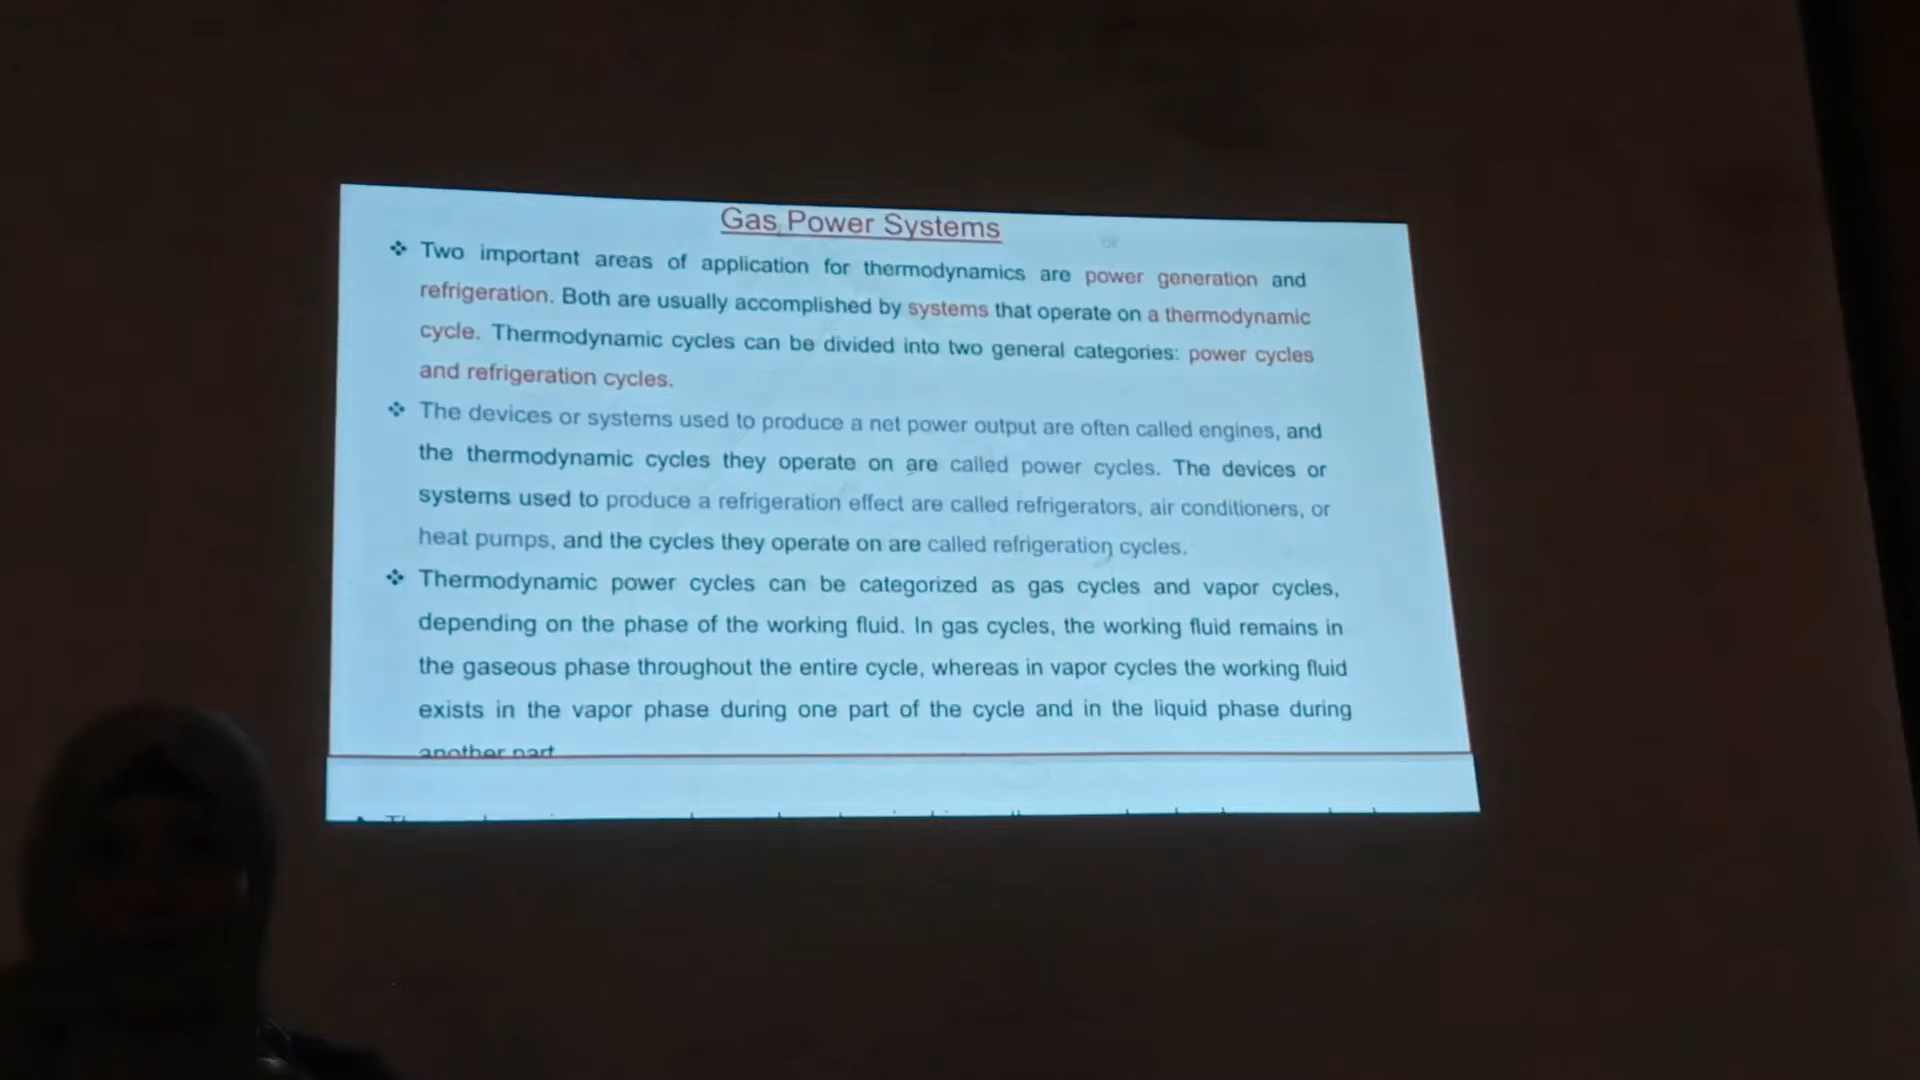 Gas Power Systems
❖ Two important areas of application for thermodynamics are power generation and
refrigeration. Both are usually accomplished by systems that operate on a thermodynamic
cycle. Thermodynamic cycles can be divided into two general categories: power cycles
and refrigeration cycles.
❖ The devices or systems used to produce a net power output are often called engines, and
the thermodynamic cycles they operate on are called power cycles. The devices or
systems used to produce a refrigeration effect are called refrigerators, air conditioners, or
heat pumps, and the cycles they operate on are called refrigeration cycles.
❖ Thermodynamic power cycles can be categorized as gas cycles and vapor cycles,
depending on the phase of the working fluid. In gas cycles, the working fluid remains in
the gaseous phase throughout the entire cycle, whereas in vapor cycles the working fluid
exists in the vapor phase during one part of the cycle and in the liquid phase during
another part